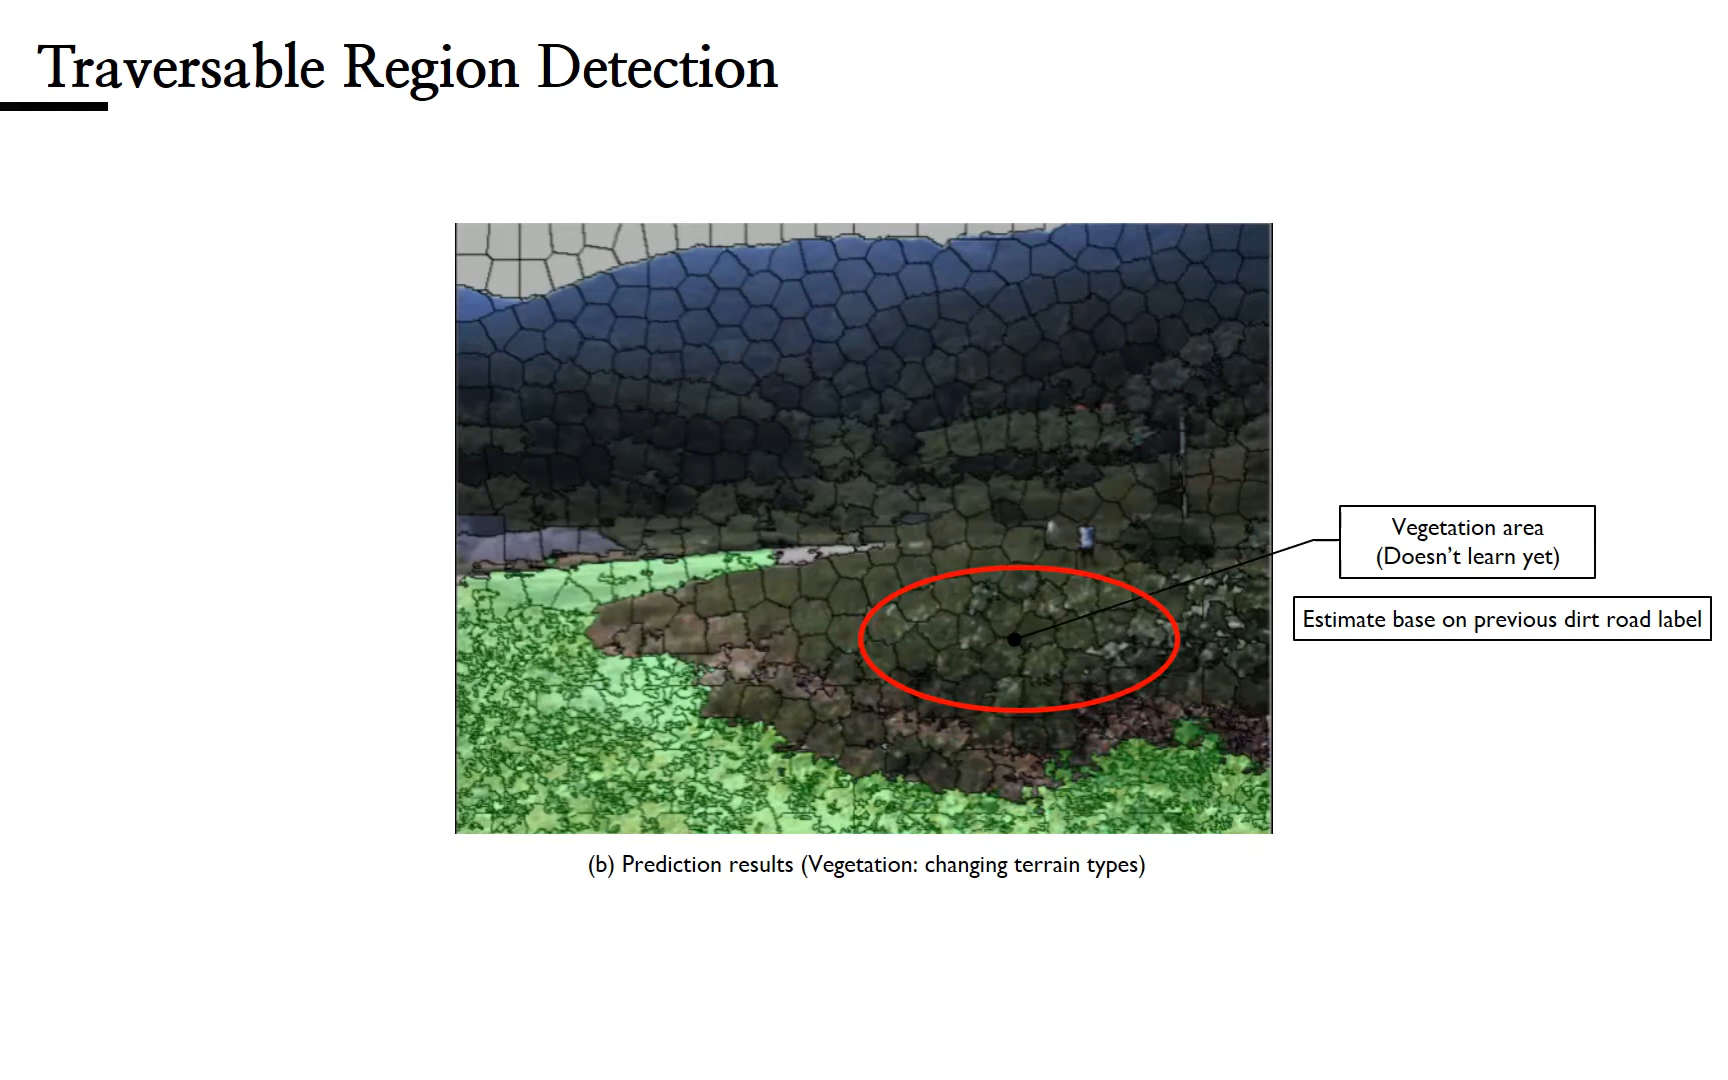 Traversable Region Detection
Vegetation area
(Doesn't learn yet)
Estimate base on previous dirt road label
(b) Prediction results (Vegetation: changing terrain types)